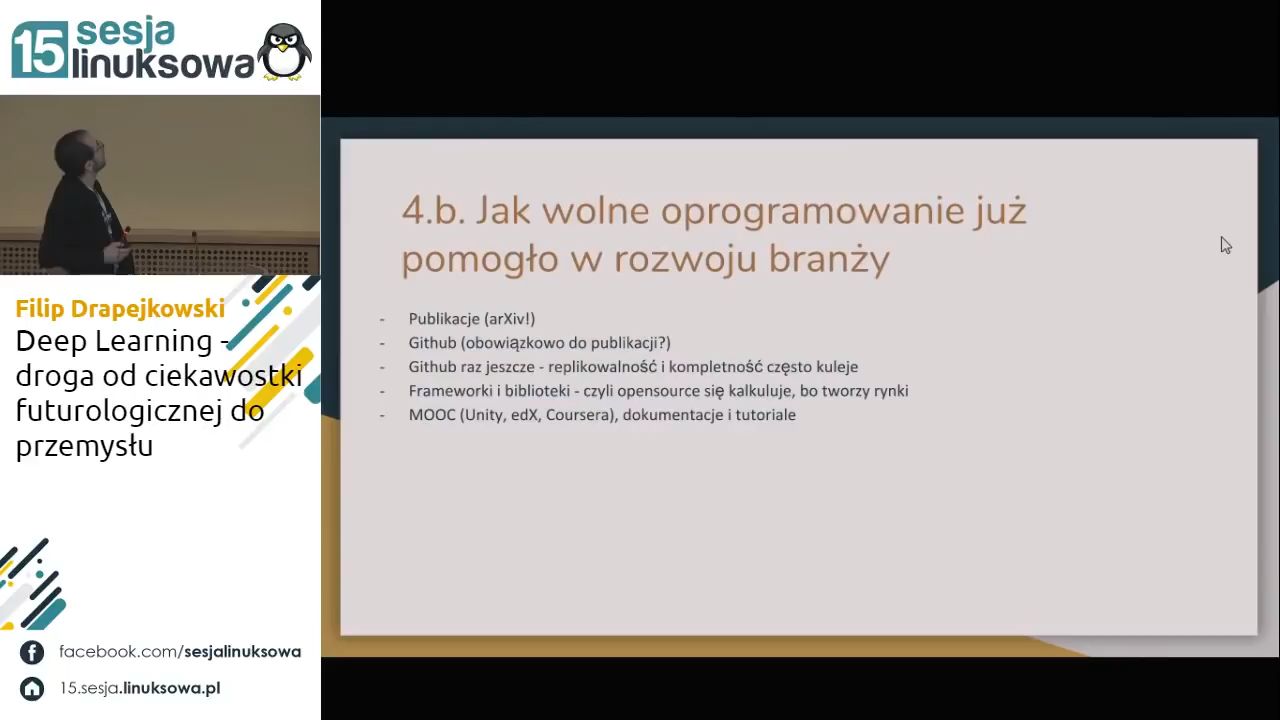 15 sesja
linuksowa
Filip Drapejkowski
Deep Learning -
droga od ciekawostki
futurologicznej do
przemysłu
facebook.com/sesjalinuksowa
15.sesja.linuksowa.pl
4.b. Jak wolne oprogramowanie już
pomogło w rozwoju branży
- Publikacje (arXiv!)
- Github (obowiązkowo do publikacji?)
- Github raz jeszcze - replikowalność i kompletność często kuleje
- Frameworki i biblioteki - czyli opensource się kalkuluje, bo tworzy rynki
- MOOC (Unity, edX, Coursera), dokumentacje i tutoriale